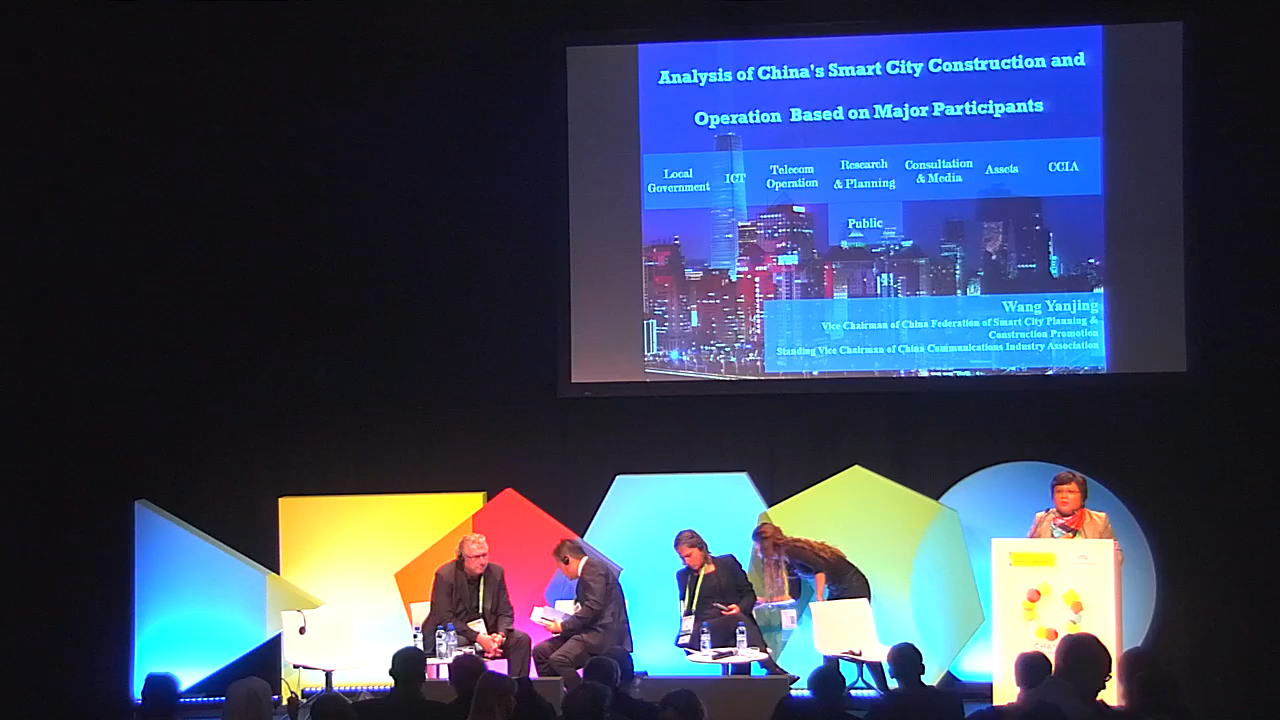 Analysis of China's Smart City Construction and
Operation Based on Major Participants
Local
Government
ICT
Telecom
Operation
Research
& Planning
Consultation
& Media
Assets
CCIA
Public
Wang Yanjing
Vice Chairman of China Federation of Smart City Planning &
Construction Promotion
Standing Vice Chairman of China Communications Industry Association